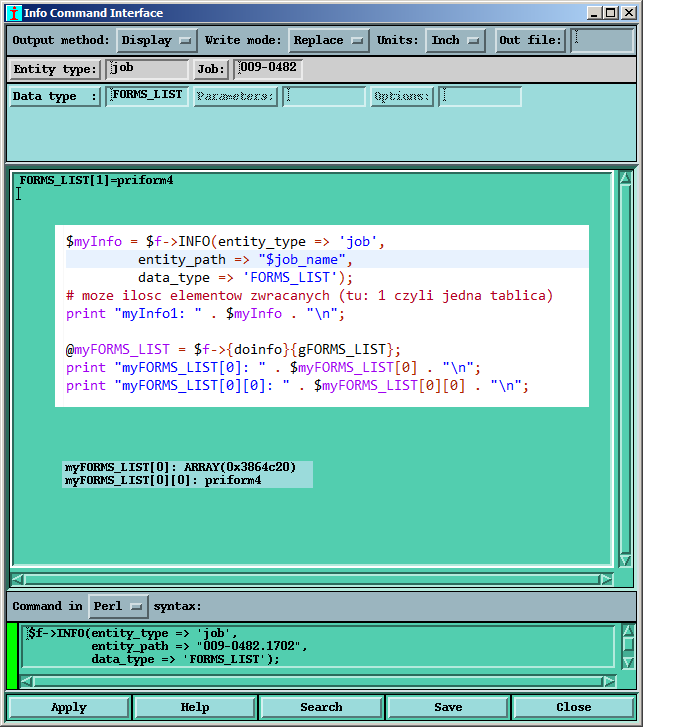 Info Command Interface
Output method: Display Write mode: Replace Units: Inch Out file:
Entity type: job Job: 009-0482
Data type : FORMS_LIST Parameters: Options:
FORMS_LIST[1]=priform4
$myInfo = $f->INFO(entity_type => 'job',
entity_path => "$job_name",
data_type => 'FORMS_LIST');
# moze ilosc elementow zwracanych (tu: 1 czyli jedna tablica)
print "myInfo1: " . $myInfo . "\n";
@myFORMS_LIST = $f->{doinfo}{gFORMS_LIST};
print "myFORMS_LIST[0]: " . $myFORMS_LIST[0] . "\n";
print "myFORMS_LIST[0][0]: " . $myFORMS_LIST[0][0] . "\n";
myFORMS_LIST[0]: ARRAY(0x3864c20)
myFORMS_LIST[0][0]: priform4
Command in Perl syntax:
$f->INFO(entity_type => 'job',
entity_path => "009-0482.1702",
data_type => 'FORMS_LIST');
Apply Help Search Save Close